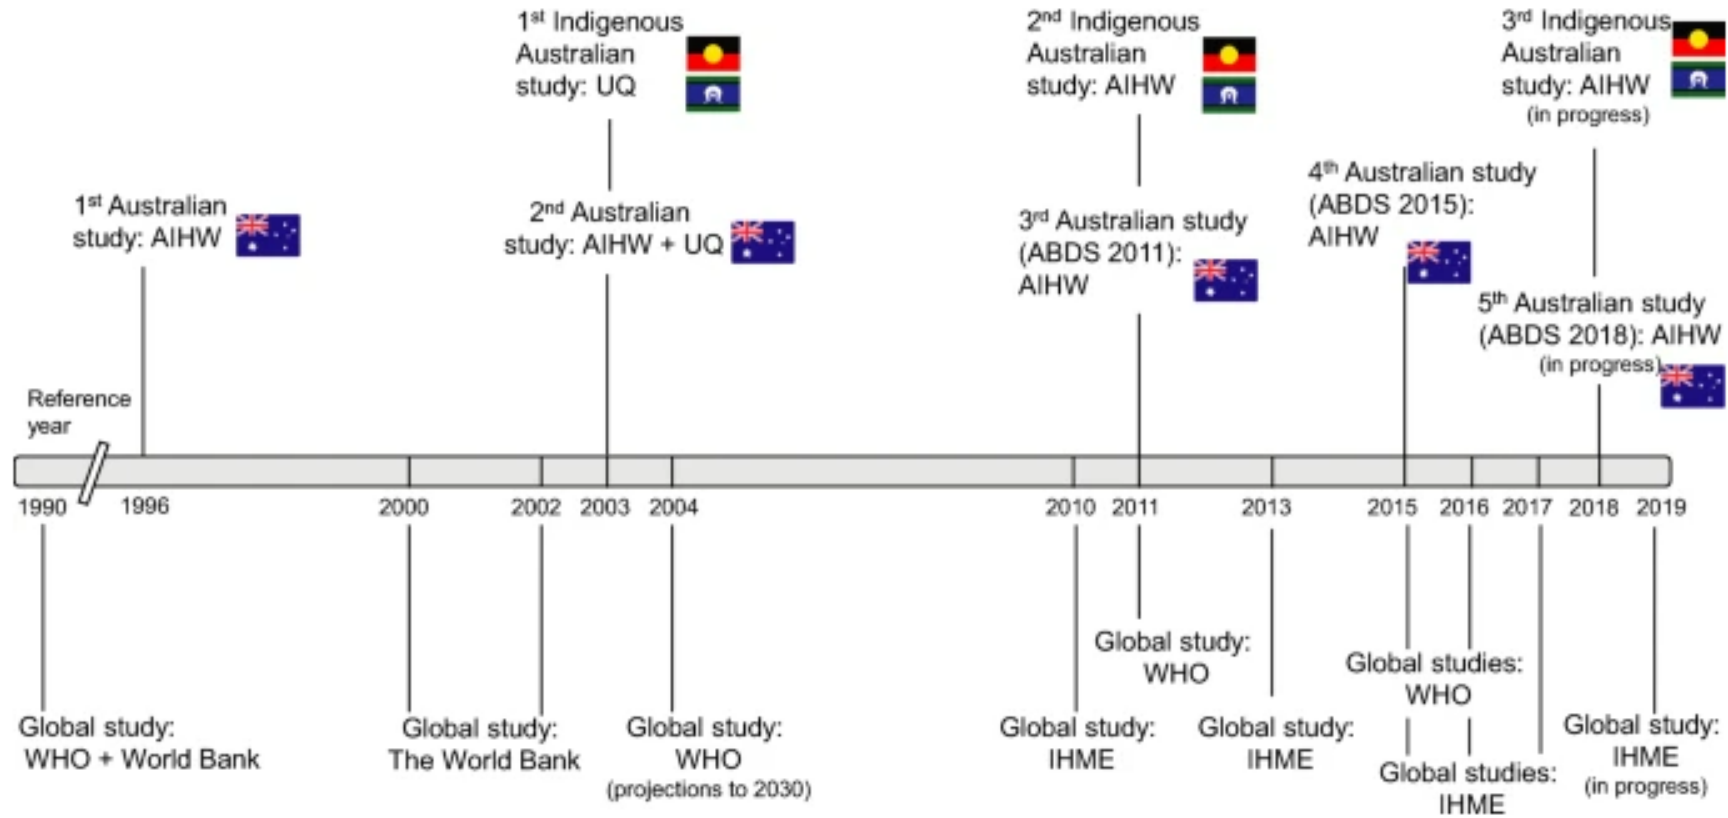 1st Indigenous
Australian
study: UQ
2nd Indigenous
Australian
study: AIHW
3rd Indigenous
Australian
study: AIHW
(in progress)
1st Australian
study: AIHW
2nd Australian
study: AIHW + UQ
3rd Australian study
(ABDS 2011):
AIHW
4th Australian study
(ABDS 2015):
AIHW
5th Australian study
(ABDS 2018): AIHW
(in progress)
Reference
year
1990 1996 2000 2002 2003 2004 2010 2011 2013 2015 2016 2017 2018 2019
Global study:
WHO + World Bank
Global study:
The World Bank
Global study:
WHO
(projections to 2030)
Global study:
IHME
Global study:
WHO
Global study:
IHME
Global studies:
WHO
Global studies:
IHME
Global study:
IHME
(in progress)